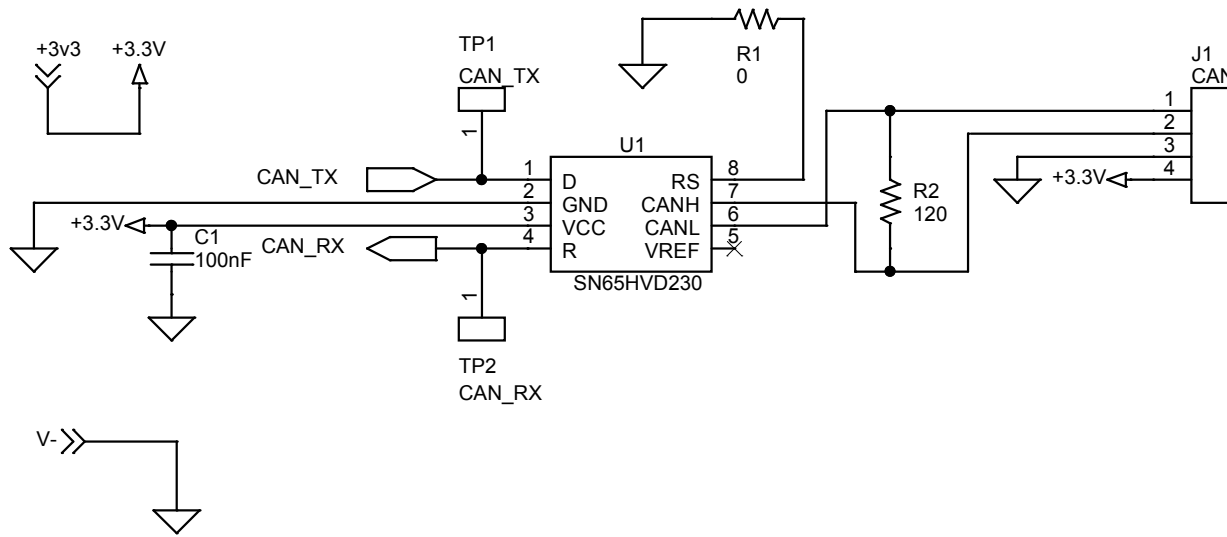 +3v3
+3.3V
TP1
CAN_TX
1
R1
0
J1
CAN
U1
CAN_TX
1
2
3
4
D
GND
VCC
R
RS
CANH
CANL
VREF
8
7
6
5
SN65HVD230
+3.3V
C1
100nF
CAN_RX
1
TP2
CAN_RX
R2
120
1
2
3
4
+3.3V
V-